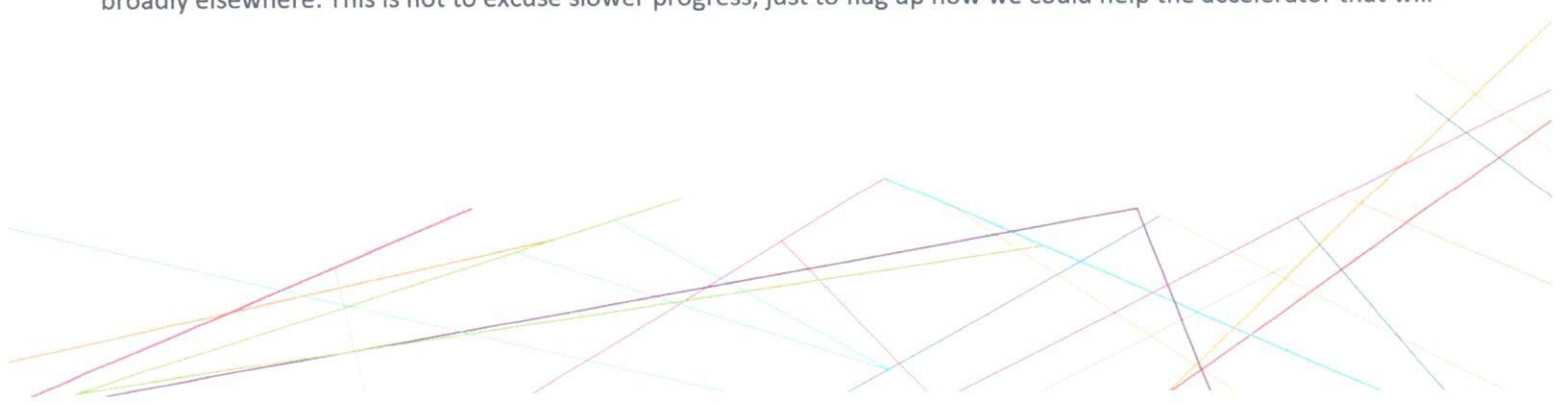 broadly elsewhere. This is not to excuse slower progress, just to flag up how we could help the accelerator that